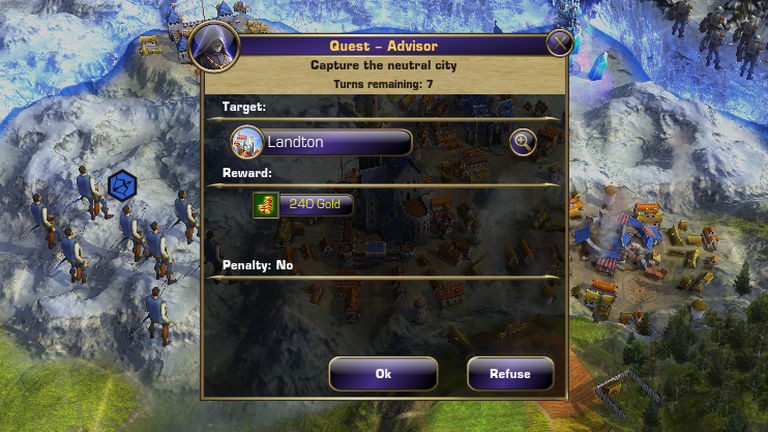 Quest - Advisor
Capture the neutral city
Turns remaining: 7
Target:
Landton
Reward:
240 Gold
Penalty: No
Ok
Refuse